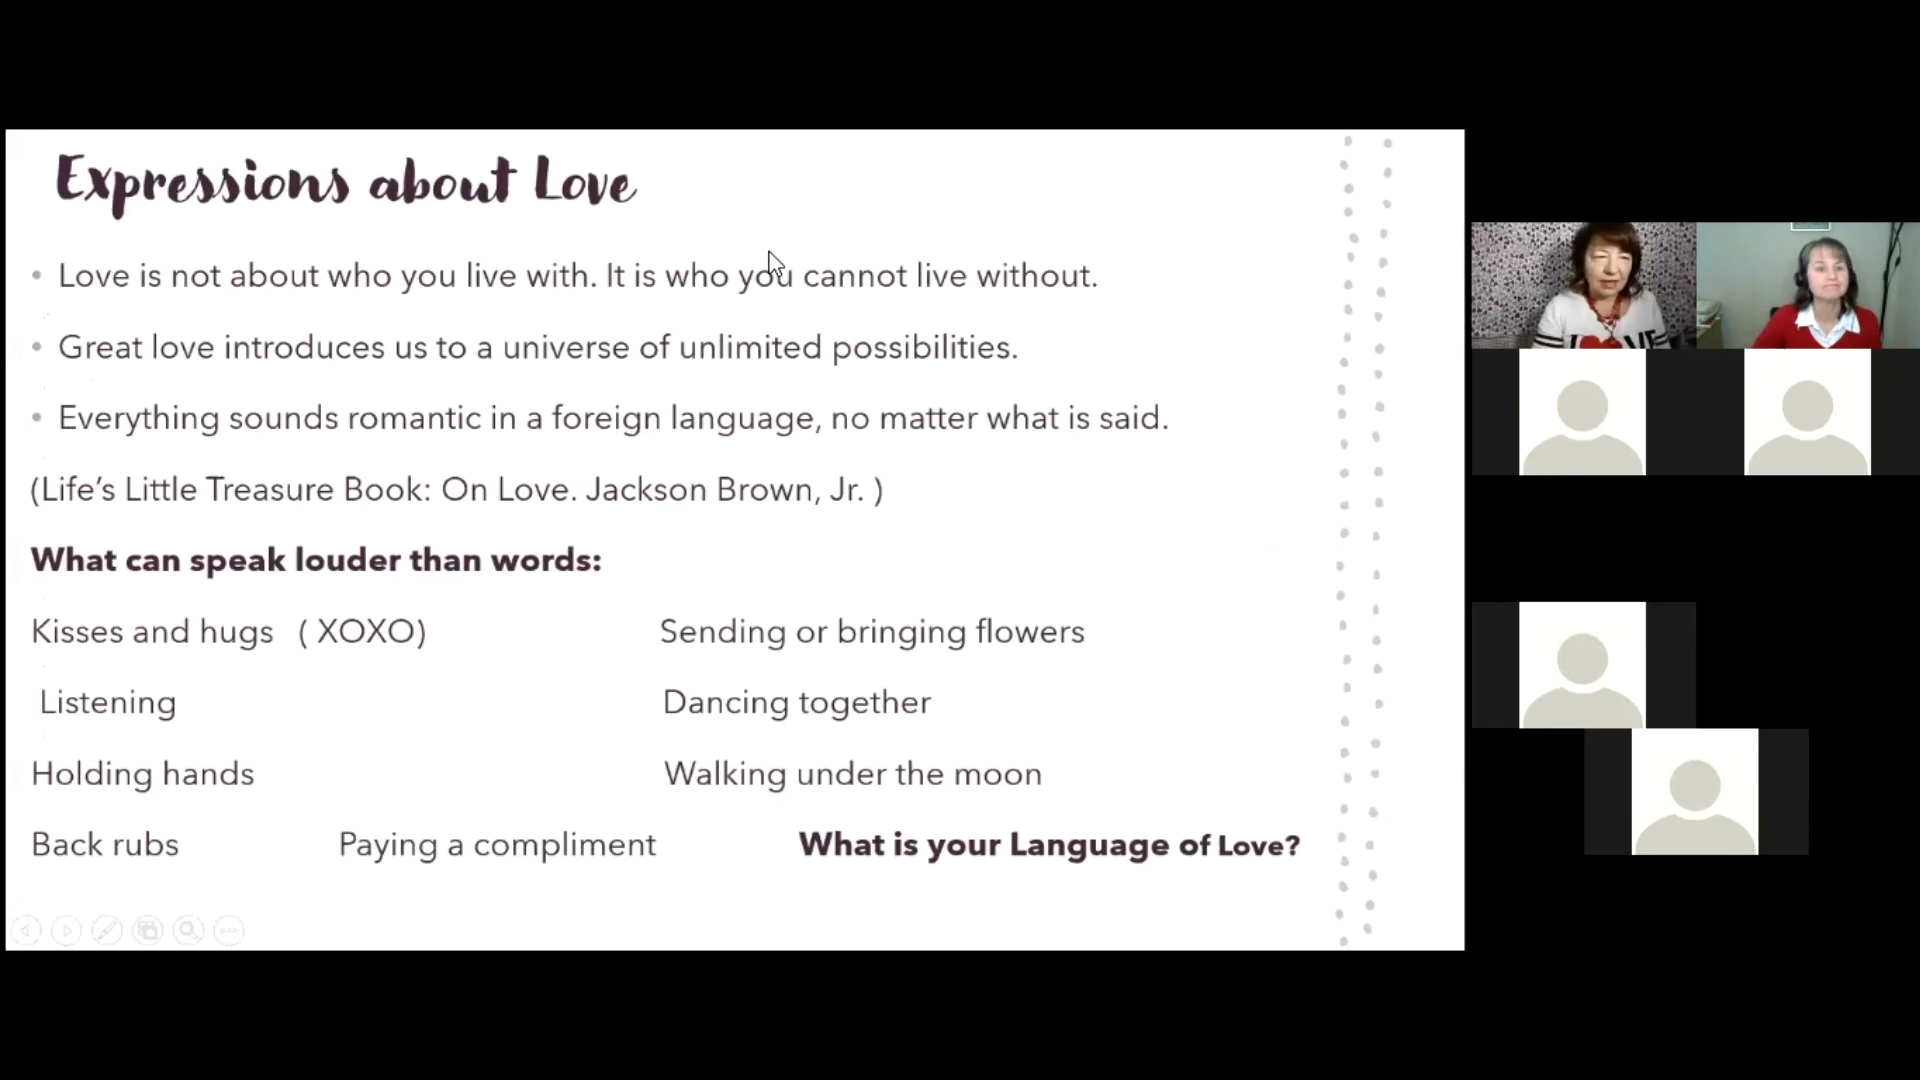 Expressions about Love
• Love is not about who you live with. It is who you cannot live without.
• Great love introduces us to a universe of unlimited possibilities.
• Everything sounds romantic in a foreign language, no matter what is said.
(Life’s Little Treasure Book: On Love. Jackson Brown, Jr. )
What can speak louder than words:
Kisses and hugs ( XOXO) Sending or bringing flowers
Listening Dancing together
Holding hands Walking under the moon
Back rubs Paying a compliment What is your Language of Love?